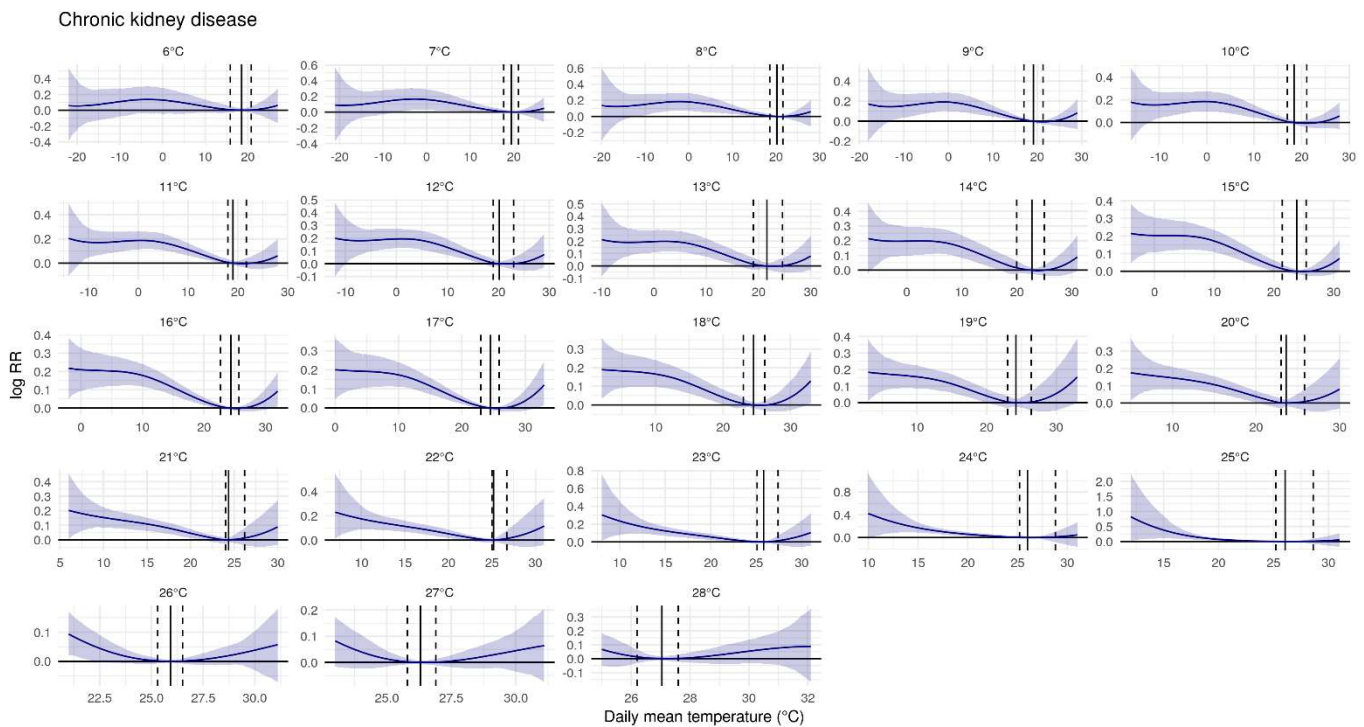 Chronic kidney disease
6°C 7°C 8°C 9°C 10°C
0.4 0.2 0.0 -0.2 -0.4
0.6 0.4 0.2 0.0 -0.2 -0.4
0.6 0.4 0.2 0.0 -0.2
0.4 0.2 0.0 -0.2
0.4 0.2 0.0
-20 -10 0 10 20
-20 -10 0 10 20
-20 -10 0 10 20 30
-20 -10 0 10 20 30
-10 0 10 20 30
11°C 12°C 13°C 14°C 15°C
0.4 0.2 0.0
0.5 0.4 0.3 0.2 0.1 0.0 -0.1
0.5 0.4 0.3 0.2 0.1 0.0 -0.1
0.4 0.3 0.2 0.1 0.0
0.4 0.3 0.2 0.1 0.0
-10 0 10 20 30
-10 0 10 20 30
-10 0 10 20 30
0 10 20 30
0 10 20 30
16°C 17°C 18°C 19°C 20°C
log RR
0.4 0.3 0.2 0.1 0.0
0.3 0.2 0.1 0.0
0.3 0.2 0.1 0.0
0.4 0.3 0.2 0.1 0.0
0.3 0.2 0.1 0.0
0 10 20 30
0 10 20 30
10 20 30
10 20 30
5 10 15 20 25 30
21°C 22°C 23°C 24°C 25°C
0.5 0.4 0.3 0.2 0.1 0.0
0.4 0.2 0.0
0.8 0.6 0.4 0.2 0.0
0.8 0.4 0.0
2.0 1.5 1.0 0.5 0.0
5 10 15 20 25 30
10 15 20 25 30
10 15 20 25 30
10 15 20 25 30
15 20 25 30
26°C 27°C 28°C
0.1 0.0
0.2 0.1 0.0
0.3 0.2 0.1 0.0 -0.1
22.5 25.0 27.5 30.0
25.0 27.5 30.0
26 28 30 32
Daily mean temperature (°C)